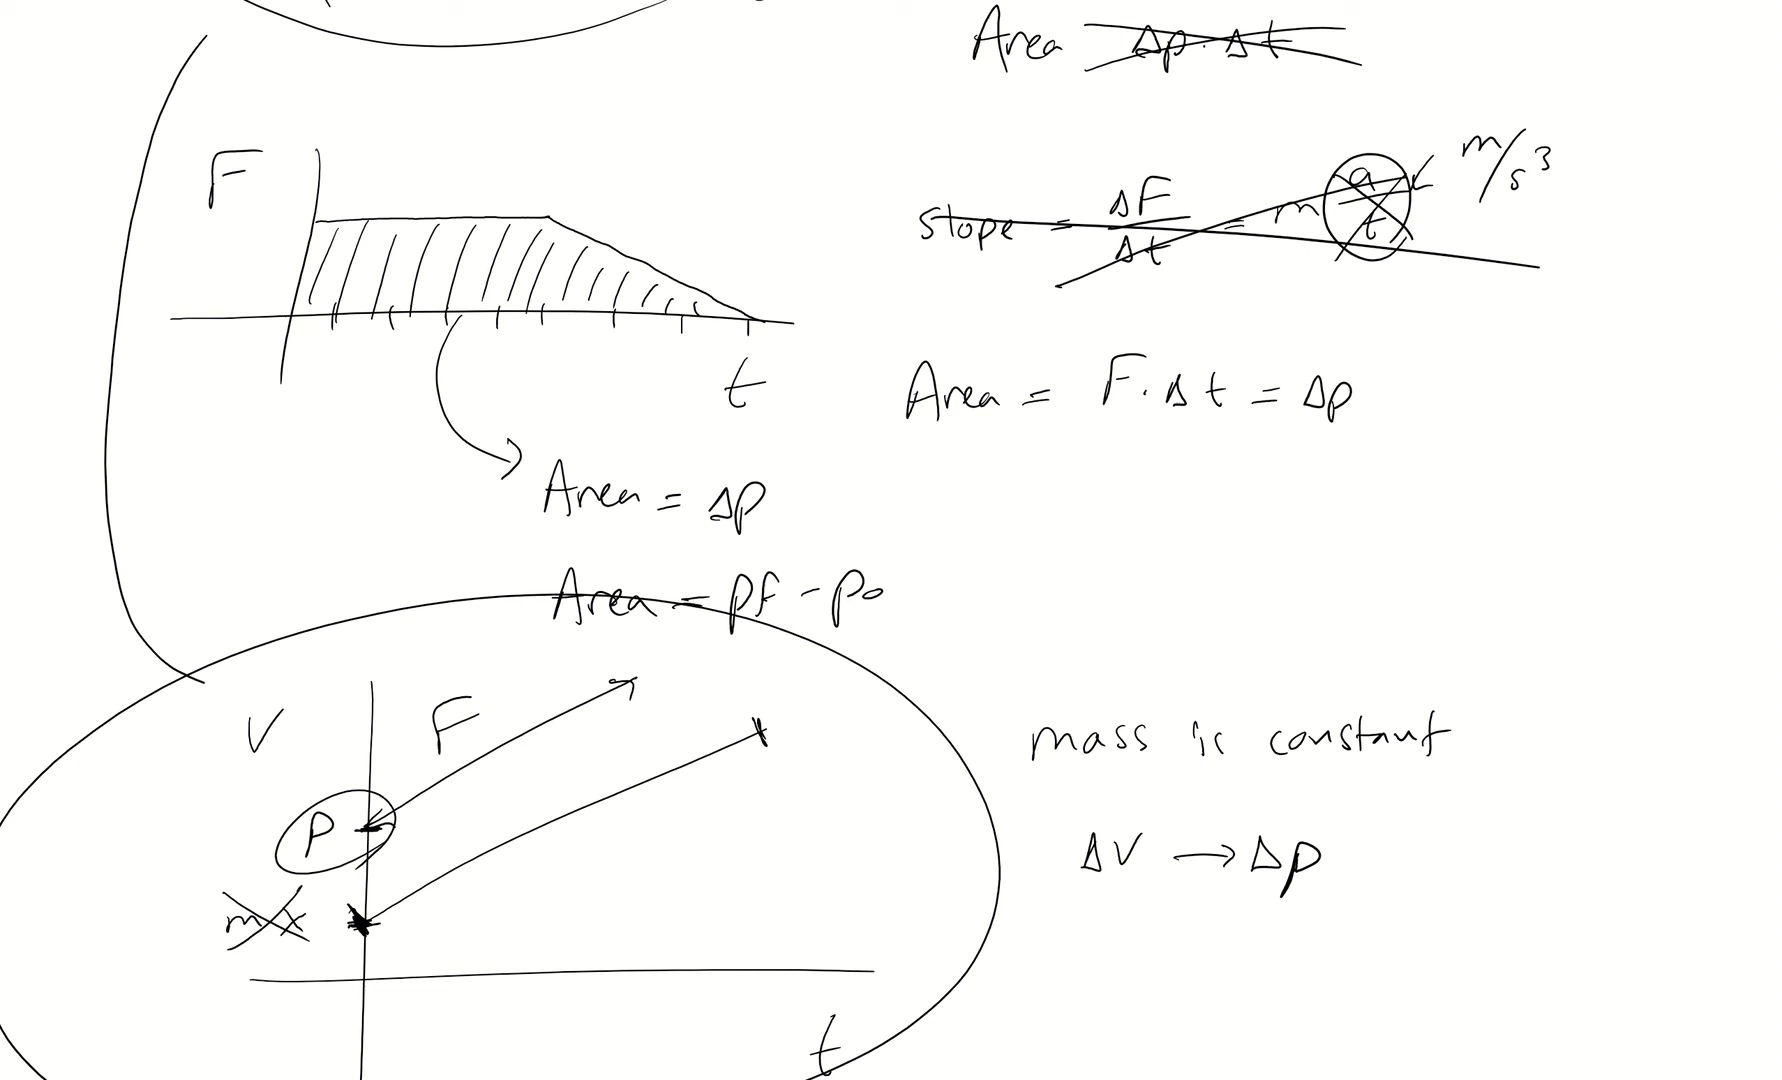 Area Δp · Δt
F
slope = ΔF/Δt = m a/t m/s³
t
Area = F · Δt = Δp
Area = Δp
Area = pf - po
V F
mass is constant
P
ΔV → Δp
mx
t